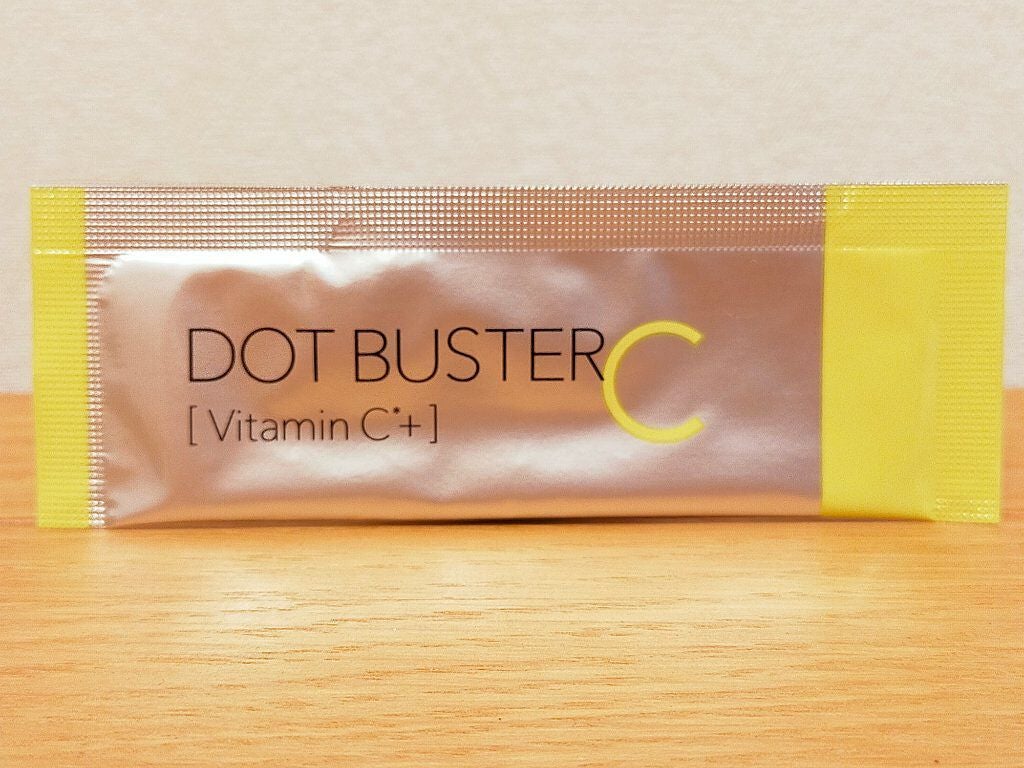 DOT BUSTER C
[ Vitamin C*+ ]